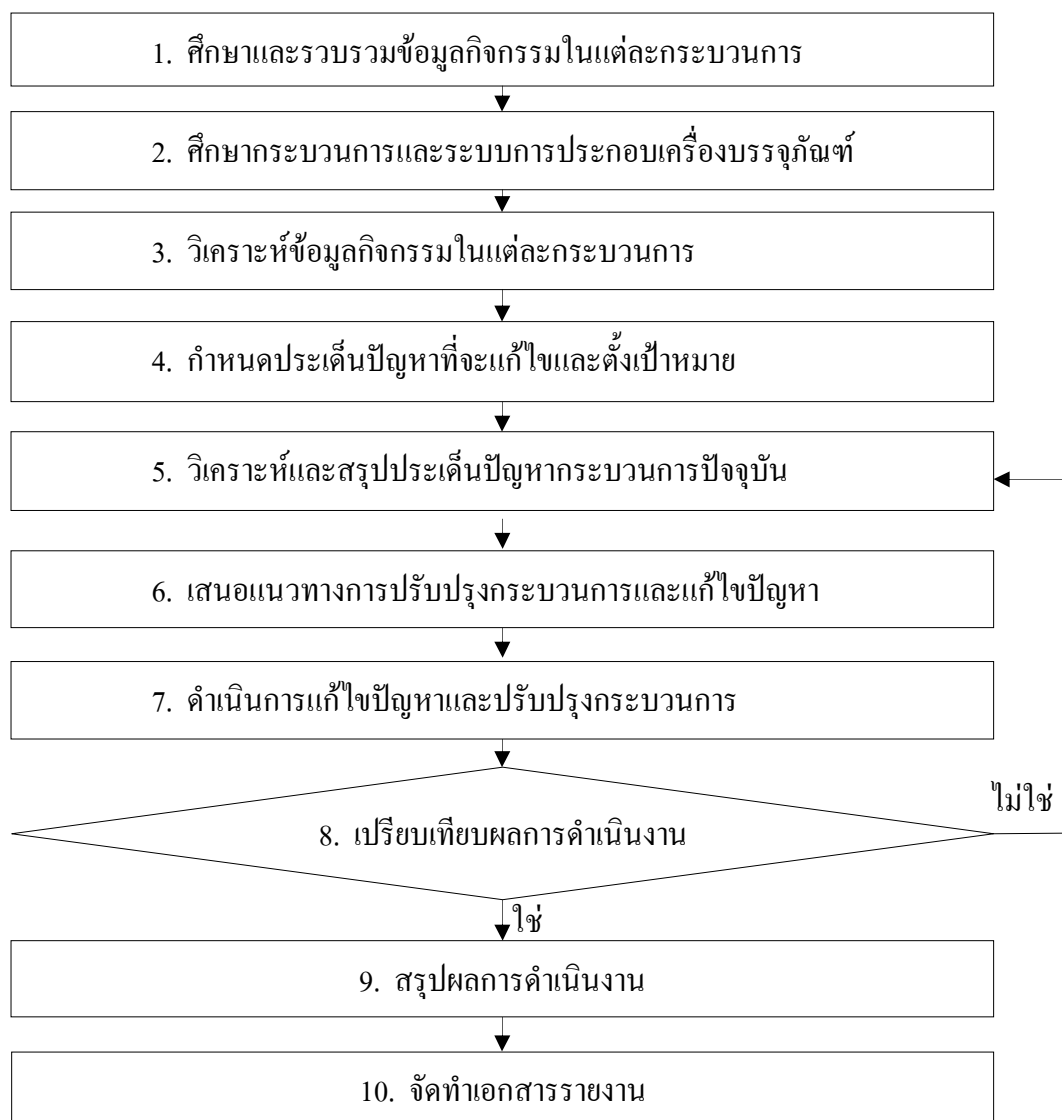 1. ศึกษาและรวบรวมข้อมูลกิจกรรมในแต่ละกระบวนการ
2. ศึกษากระบวนการและระบบการประกอบเครื่องบรรจุภัณฑ์
3. วิเคราะห์ข้อมูลกิจกรรมในแต่ละกระบวนการ
4. กำหนดประเด็นปัญหาที่จะแก้ไขและตั้งเป้าหมาย
5. วิเคราะห์และสรุปประเด็นปัญหากระบวนการปัจจุบัน
6. เสนอแนวทางการปรับปรุงกระบวนการและแก้ไขปัญหา
7. ดำเนินการแก้ไขปัญหาและปรับปรุงกระบวนการ
ไม่ใช่
8. เปรียบเทียบผลการดำเนินงาน
ใช่
9. สรุปผลการดำเนินงาน
10. จัดทำเอกสารรายงาน